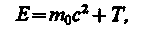 E = m₀c² + T,